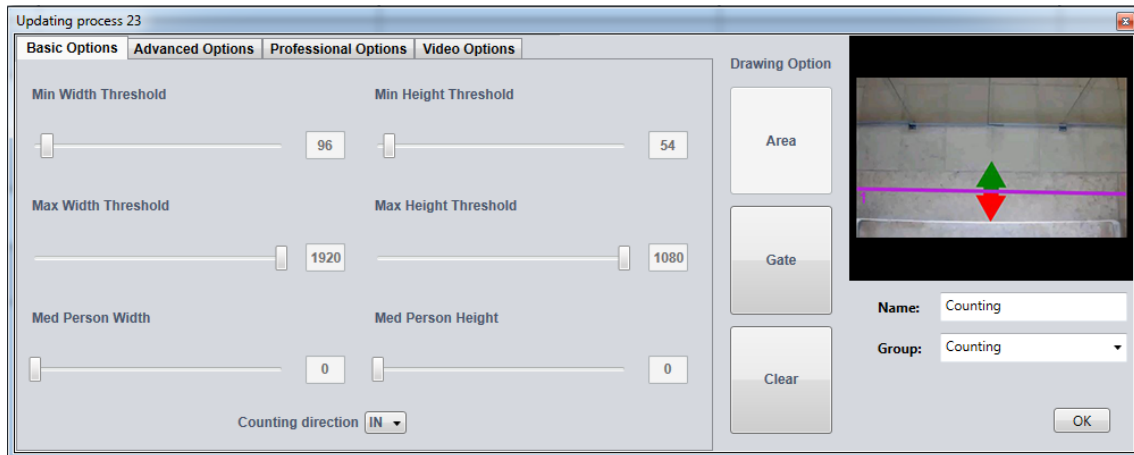 Updating process 23
Basic Options Advanced Options Professional Options Video Options
Min Width Threshold Min Height Threshold
96 54
Max Width Threshold Max Height Threshold
1920 1080
Med Person Width Med Person Height
0 0
Counting direction IN
Drawing Option
Area
Gate
Clear
1
Name: Counting
Group: Counting
OK